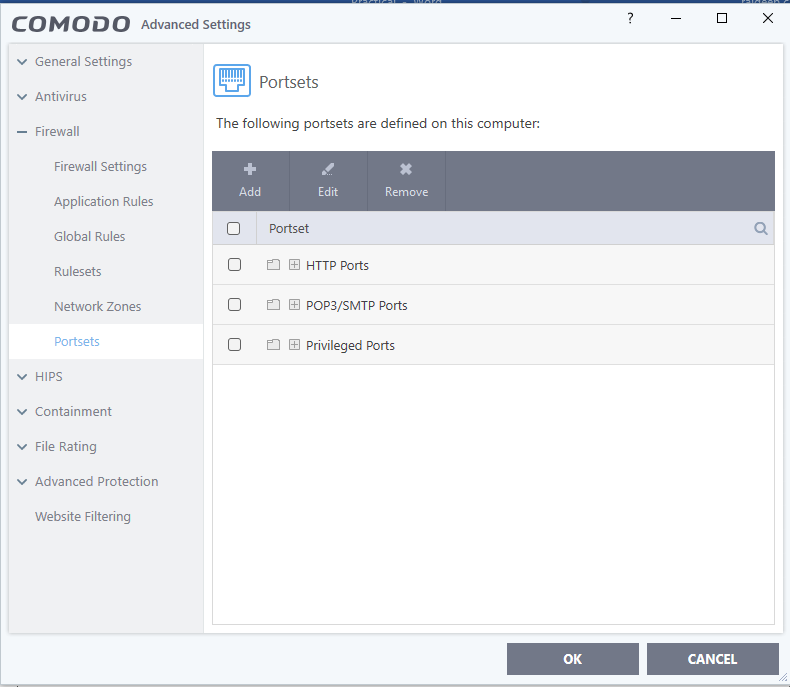 COMODO Advanced Settings
?
General Settings
Antivirus
Firewall
Firewall Settings
Application Rules
Global Rules
Rulesets
Network Zones
Portsets
HIPS
Containment
File Rating
Advanced Protection
Website Filtering
Portsets
The following portsets are defined on this computer:
Add Edit Remove
Portset
HTTP Ports
POP3/SMTP Ports
Privileged Ports
OK CANCEL